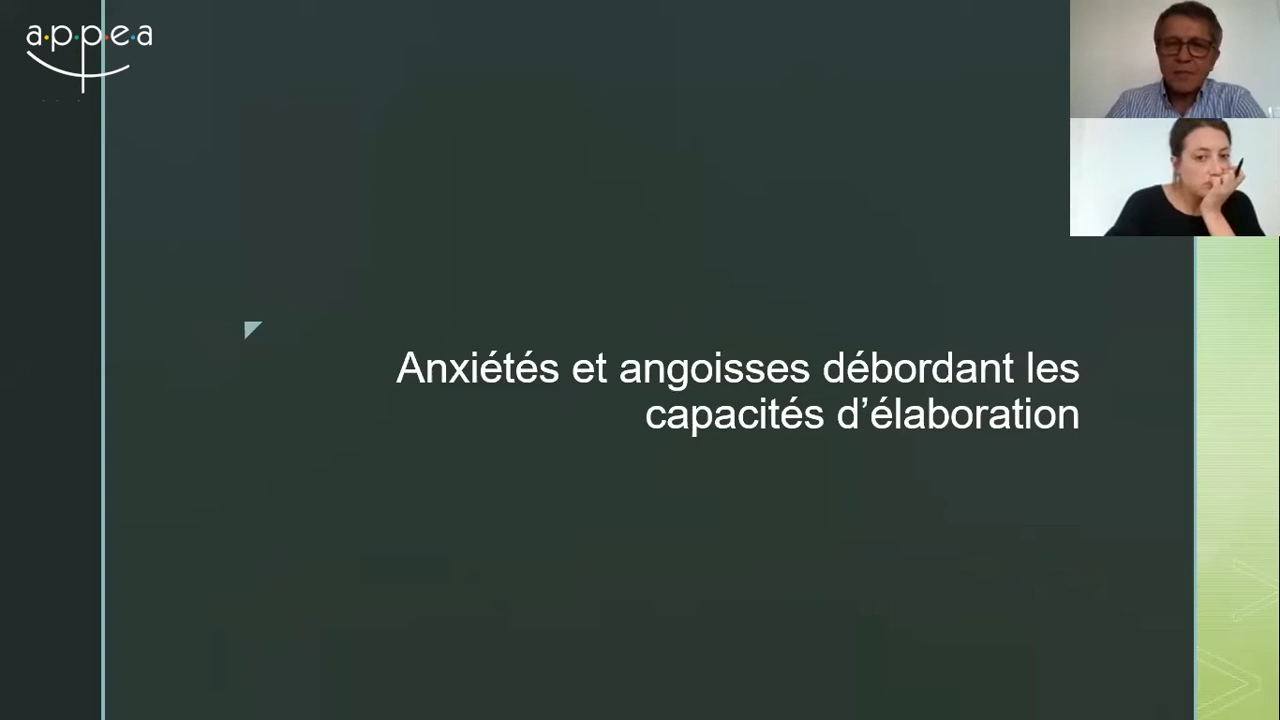 a·p·p·e·a
Anxiétés et angoisses débordant les
capacités d’élaboration